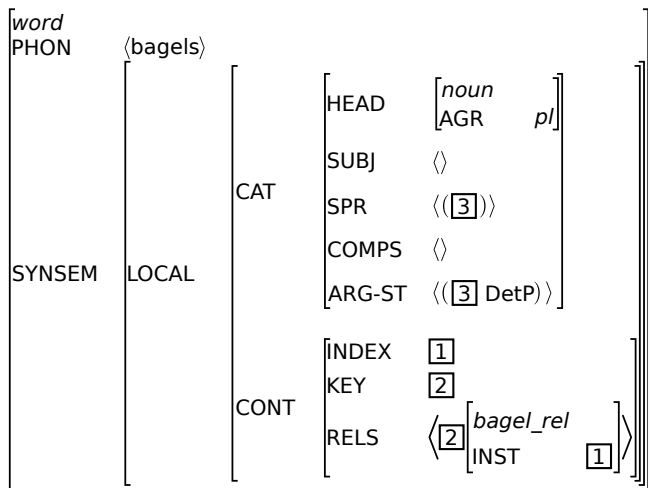 word
PHON ⟨bagels⟩
HEAD noun
AGR pl
SUBJ ⟨⟩
CAT
SPR ⟨(3)⟩
COMPS ⟨⟩
SYNSEM LOCAL
ARG-ST ⟨(3 DetP)⟩
INDEX 1
KEY 2
CONT
RELS ⟨2 bagel_rel
INST 1⟩